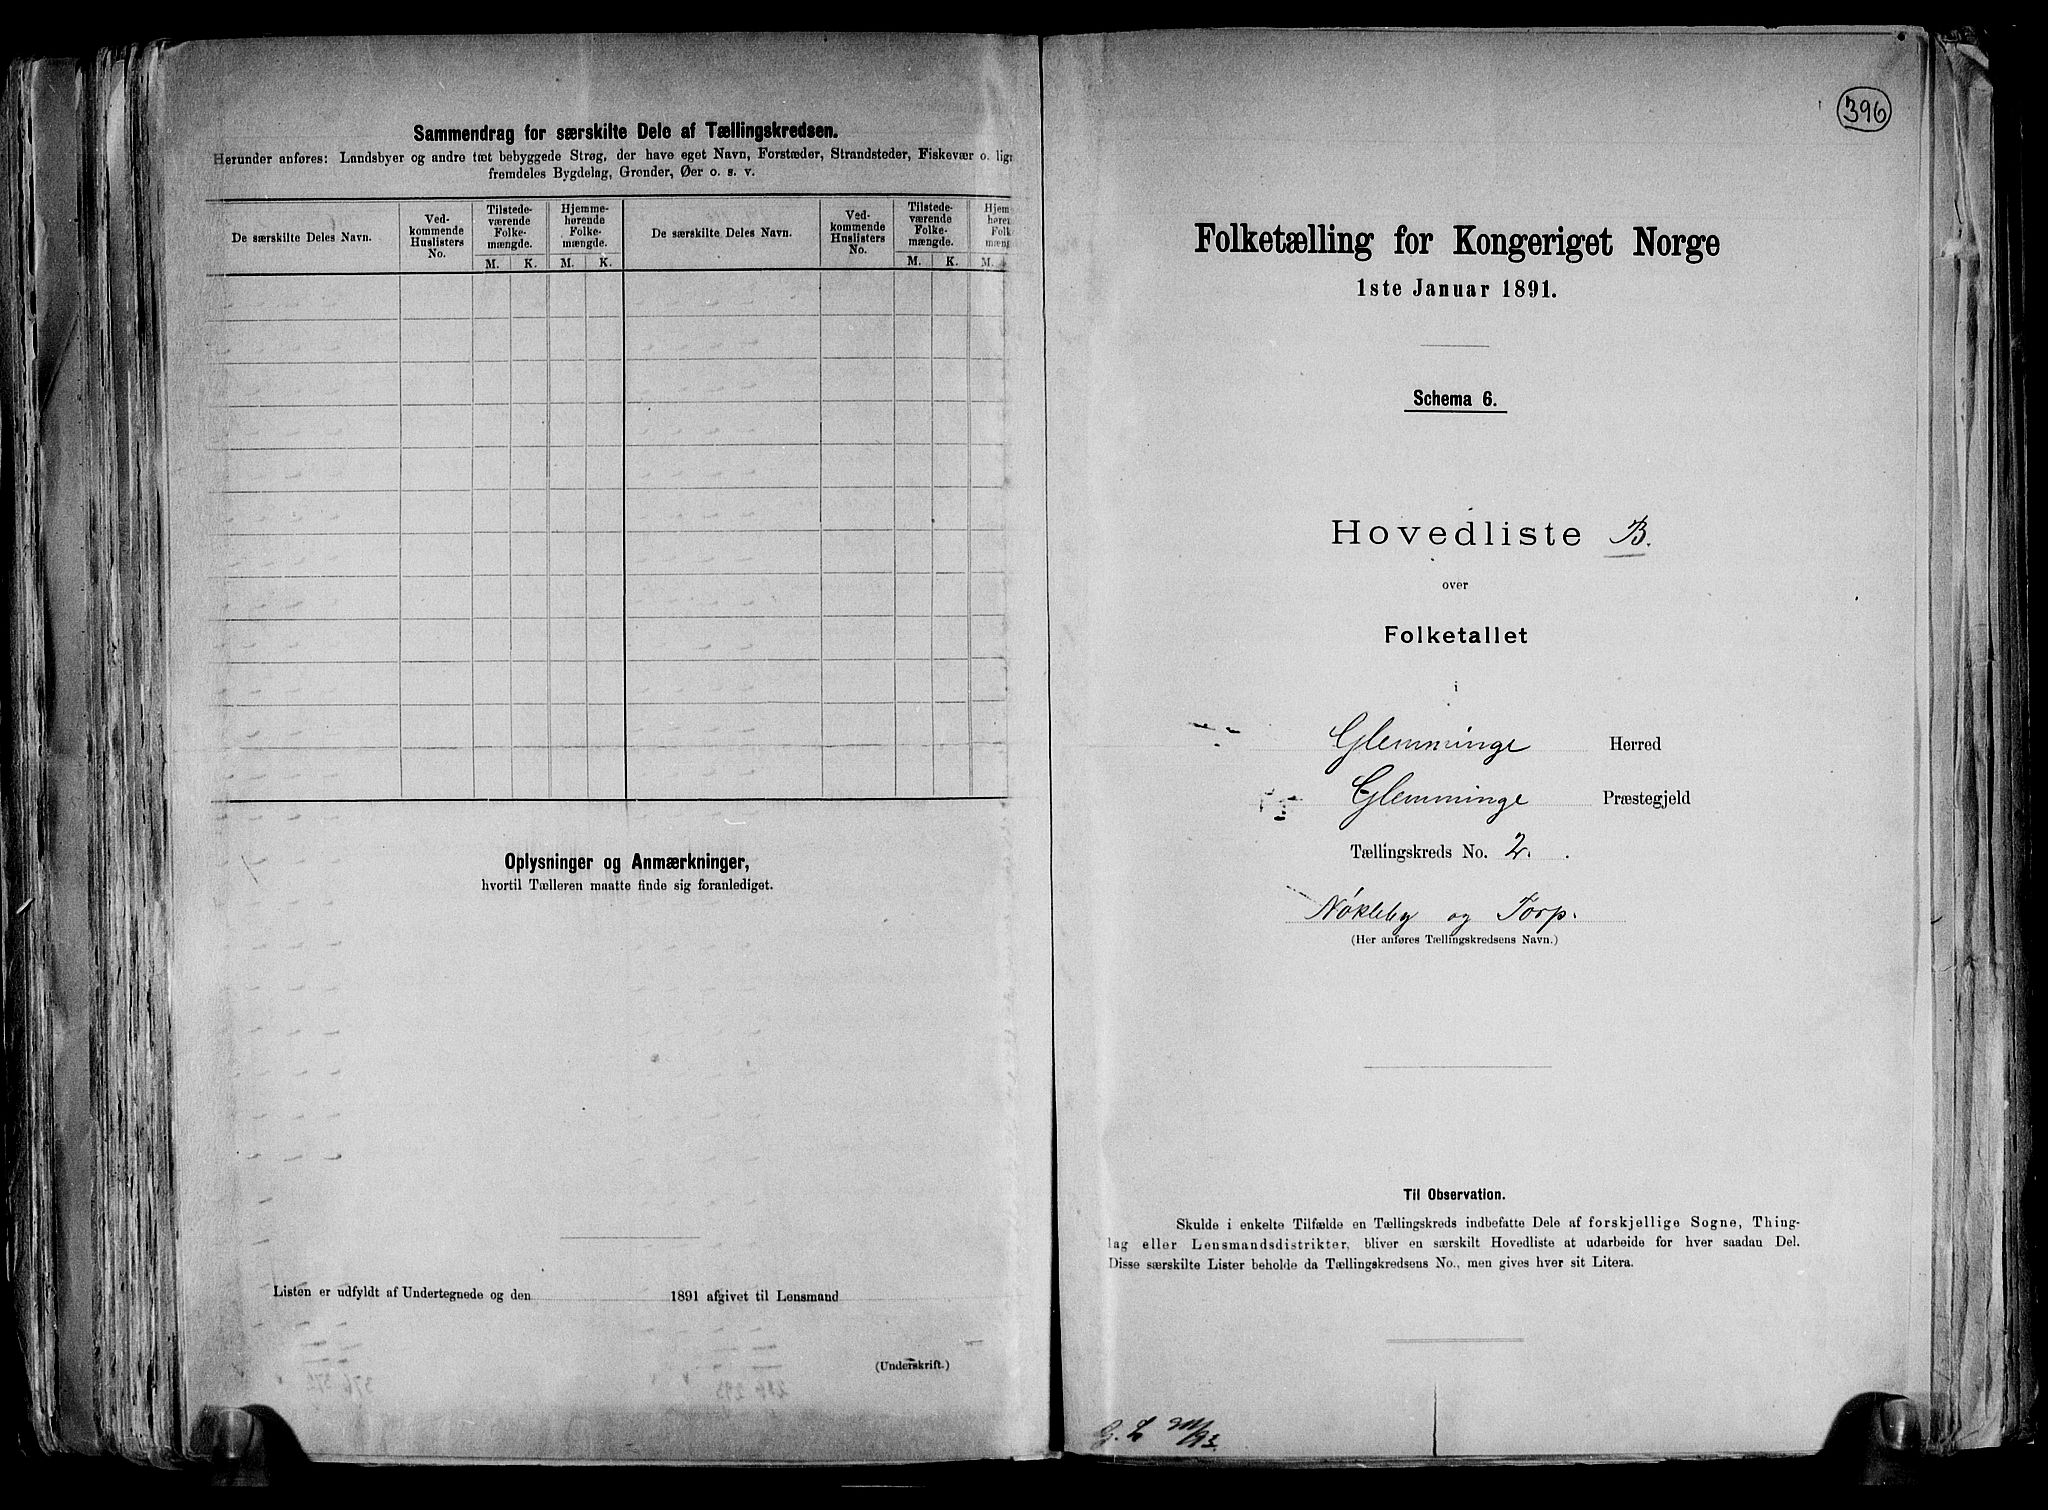 Sammendrag for særskilte Dele af Tællingskredsen.
Herunder anføres: Landsbyer og andre tæt bebyggede Strøg, der have eget Navn, Forstæder, Strandsteder, Fiskevær o. lign
fremdeles Bygdelag, Grender, Øer o. s. v.
De særskilte Deles Navn.
Ved-
kommende
Huslisters
No.
Tilstede-
værende
Folke-
mængde.
Hjemme-
hørende
Folke-
mængde.
M. K. M. K.
De særskilte Deles Navn.
Ved-
kommende
Huslisters
No.
Tilstede-
værende
Folke-
mængde.
Hjem
høre
Folk
mæng
M. K. M.
Oplysninger og Anmærkninger,
hvortil Tælleren maatte finde sig foranlediget.
Listen er udfyldt af Undertegnede og den 1891 afgivet til Lensmand
(Underskrift.)
396
Folketælling for Kongeriget Norge
1ste Januar 1891.
Schema 6.
Hovedliste B.
over
Folketallet
i
Glemminge Herred
Glemminge Præstegjeld
Tællingskreds No. 2.
Nøkleby og Torp.
(Her anføres Tællingskredsens Navn.)
Til Observation.
Skulde i enkelte Tilfælde en Tællingskreds indbefatte Dele af forskjellige Sogne, Thing-
lag eller Lensmandsdistrikter, bliver en særskilt Hovedliste at udarbeide for hver saadan Del.
Disse særskilte Lister beholde da Tællingskredsens No., men gives hver sit Litera.